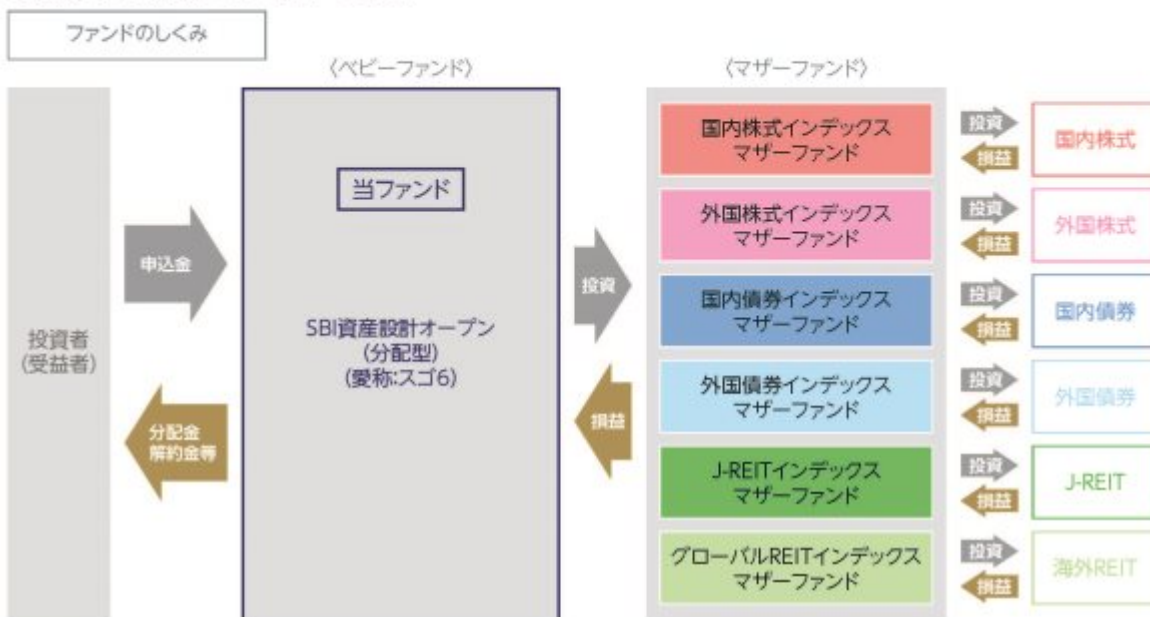 ファンドのしくみ
〈ベビーファンド〉
〈マザーファンド〉
投資者
(受益者)
申込金
分配金
解約金等
当ファンド
SBI資産設計オープン
(分配型)
(愛称:スゴ6)
投資
損益
国内株式インデックス
マザーファンド
投資
損益
国内株式
外国株式インデックス
マザーファンド
投資
損益
外国株式
国内債券インデックス
マザーファンド
投資
損益
国内債券
外国債券インデックス
マザーファンド
投資
損益
外国債券
J-REITインデックス
マザーファンド
投資
損益
J-REIT
グローバルREITインデックス
マザーファンド
投資
損益
海外REIT